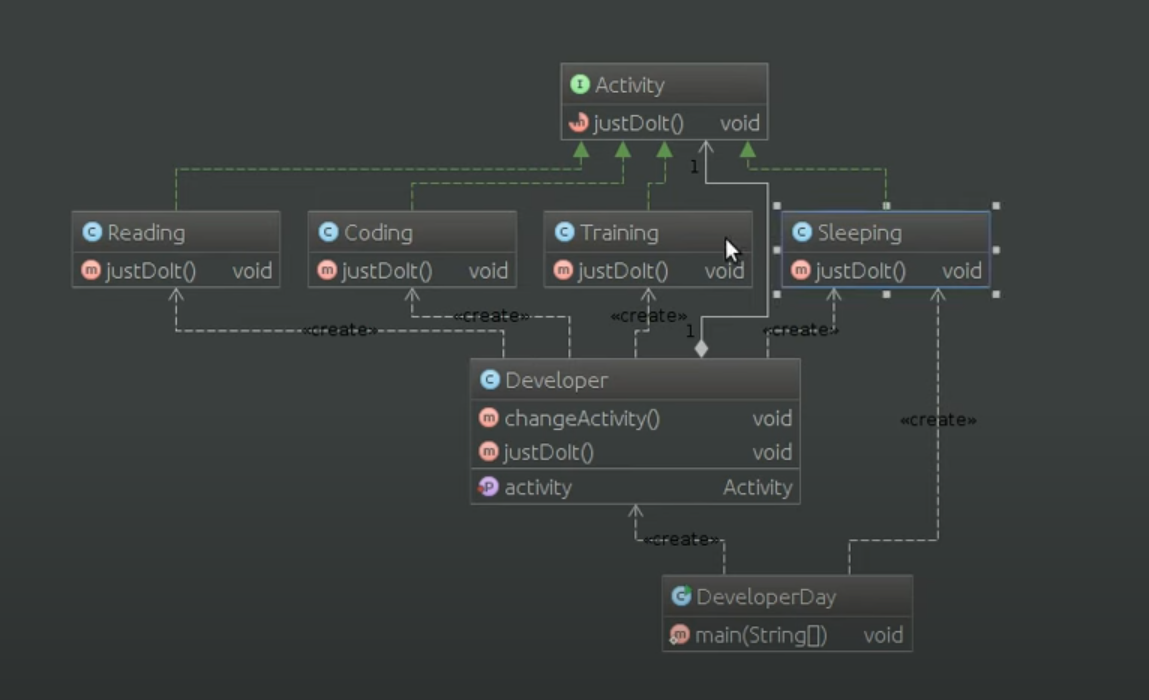 Activity
justDoIt() void
1
Reading
Coding
Training
Sleeping
justDoIt() void
justDoIt() void
justDoIt() void
justDoIt() void
«create»
«create»
«create»
«create»
1
Developer
changeActivity() void
justDoIt() void
activity Activity
«create»
«create»
DeveloperDay
main(String[]) void